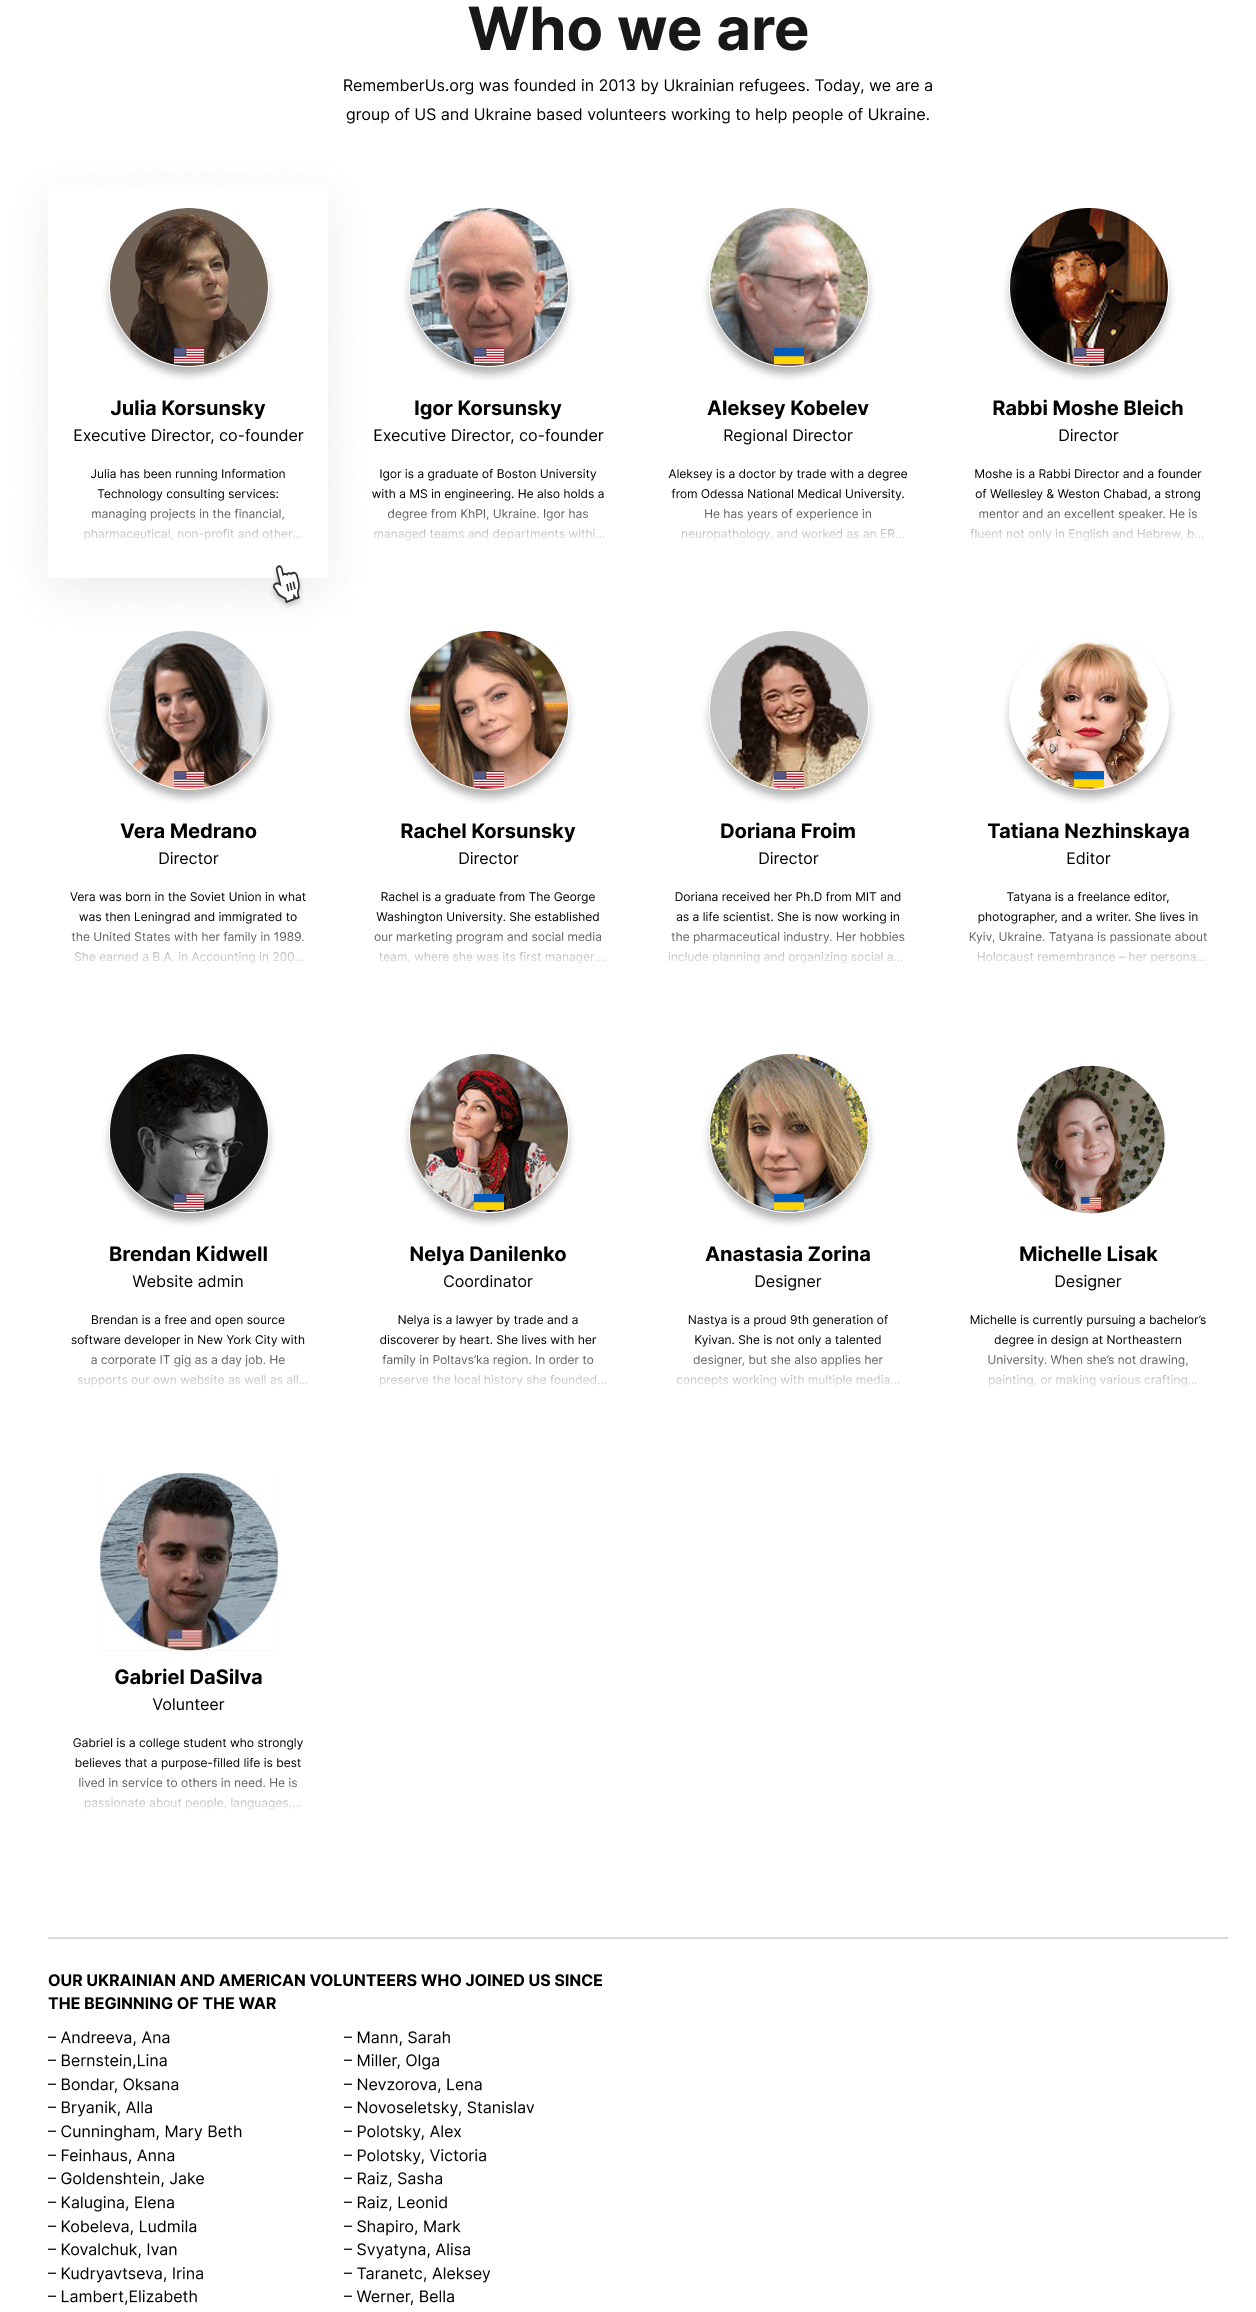 Who we are
RememberUs.org was founded in 2013 by Ukrainian refugees. Today, we are a
group of US and Ukraine based volunteers working to help people of Ukraine.
Julia Korsunsky
Executive Director, co-founder
Julia has been running Information
Technology consulting services:
managing projects in the financial,
pharmaceutical, non-profit and other...
Igor Korsunsky
Executive Director, co-founder
Igor is a graduate of Boston University
with a MS in engineering. He also holds a
degree from KhPI, Ukraine. Igor has
managed teams and departments withi...
Aleksey Kobelev
Regional Director
Aleksey is a doctor by trade with a degree
from Odessa National Medical University.
He has years of experience in
neuropathology, and worked as an ER...
Rabbi Moshe Bleich
Director
Moshe is a Rabbi Director and a founder
of Wellesley & Weston Chabad, a strong
mentor and an excellent speaker. He is
fluent not only in English and Hebrew, b...
Vera Medrano
Director
Vera was born in the Soviet Union in what
was then Leningrad and immigrated to
the United States with her family in 1989.
She earned a B.A. in Accounting in 200...
Rachel Korsunsky
Director
Rachel is a graduate from The George
Washington University. She established
our marketing program and social media
team, where she was its first manager....
Doriana Froim
Director
Doriana received her Ph.D from MIT and
as a life scientist. She is now working in
the pharmaceutical industry. Her hobbies
include planning and organizing social a...
Tatiana Nezhinskaya
Editor
Tatyana is a freelance editor,
photographer, and a writer. She lives in
Kyiv, Ukraine. Tatyana is passionate about
Holocaust remembrance – her persona...
Brendan Kidwell
Website admin
Brendan is a free and open source
software developer in New York City with
a corporate IT gig as a day job. He
supports our own website as well as all...
Nelya Danilenko
Coordinator
Nelya is a lawyer by trade and a
discoverer by heart. She lives with her
family in Poltavs’ka region. In order to
preserve the local history she founded...
Anastasia Zorina
Designer
Nastya is a proud 9th generation of
Kyivan. She is not only a talented
designer, but she also applies her
concepts working with multiple media...
Michelle Lisak
Designer
Michelle is currently pursuing a bachelor’s
degree in design at Northeastern
University. When she’s not drawing,
painting, or making various crafting...
Gabriel DaSilva
Volunteer
Gabriel is a college student who strongly
believes that a purpose-filled life is best
lived in service to others in need. He is
passionate about people, languages,...
OUR UKRAINIAN AND AMERICAN VOLUNTEERS WHO JOINED US SINCE
THE BEGINNING OF THE WAR
– Andreeva, Ana
– Bernstein,Lina
– Bondar, Oksana
– Bryanik, Alla
– Cunningham, Mary Beth
– Feinhaus, Anna
– Goldenshtein, Jake
– Kalugina, Elena
– Kobeleva, Ludmila
– Kovalchuk, Ivan
– Kudryavtseva, Irina
– Lambert,Elizabeth
– Mann, Sarah
– Miller, Olga
– Nevzorova, Lena
– Novoseletsky, Stanislav
– Polotsky, Alex
– Polotsky, Victoria
– Raiz, Sasha
– Raiz, Leonid
– Shapiro, Mark
– Svyatyna, Alisa
– Taranetc, Aleksey
– Werner, Bella